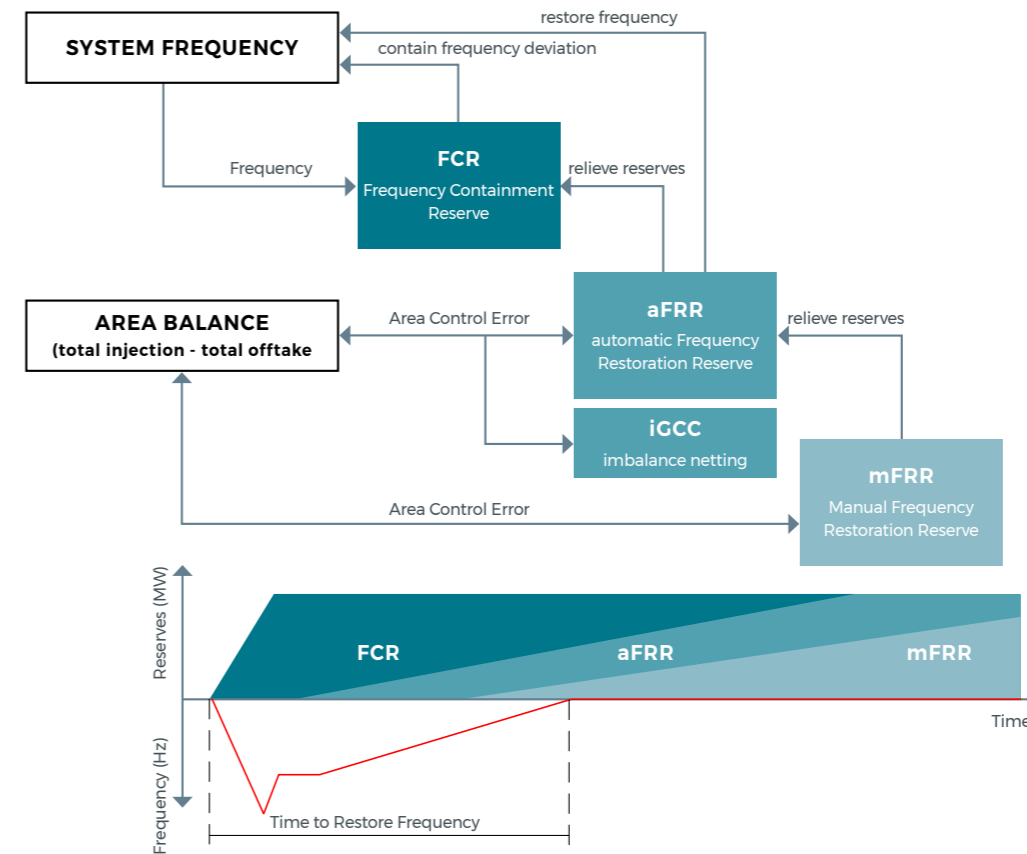 restore frequency
SYSTEM FREQUENCY
contain frequency deviation
FCR
Frequency Containment
Reserve
Frequency
relieve reserves
aFRR
automatic Frequency
Restoration Reserve
AREA BALANCE
(total injection - total offtake
Area Control Error
relieve reserves
iGCC
imbalance netting
mFRR
Manual Frequency
Restoration Reserve
Area Control Error
Reserves (MW)
FCR
aFRR
mFRR
Time
Frequency (Hz)
Time to Restore Frequency